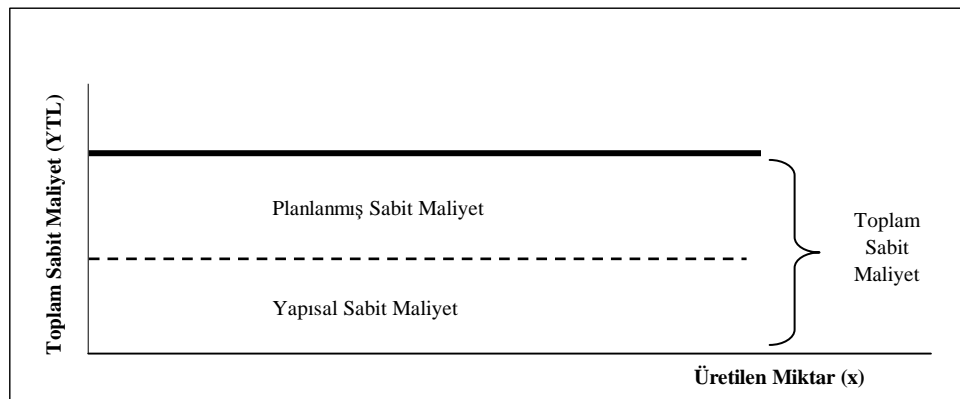 Toplam Sabit Maliyet (YTL)
Planlanmış Sabit Maliyet
Yapısal Sabit Maliyet
Toplam
Sabit
Maliyet
Üretilen Miktar (x)